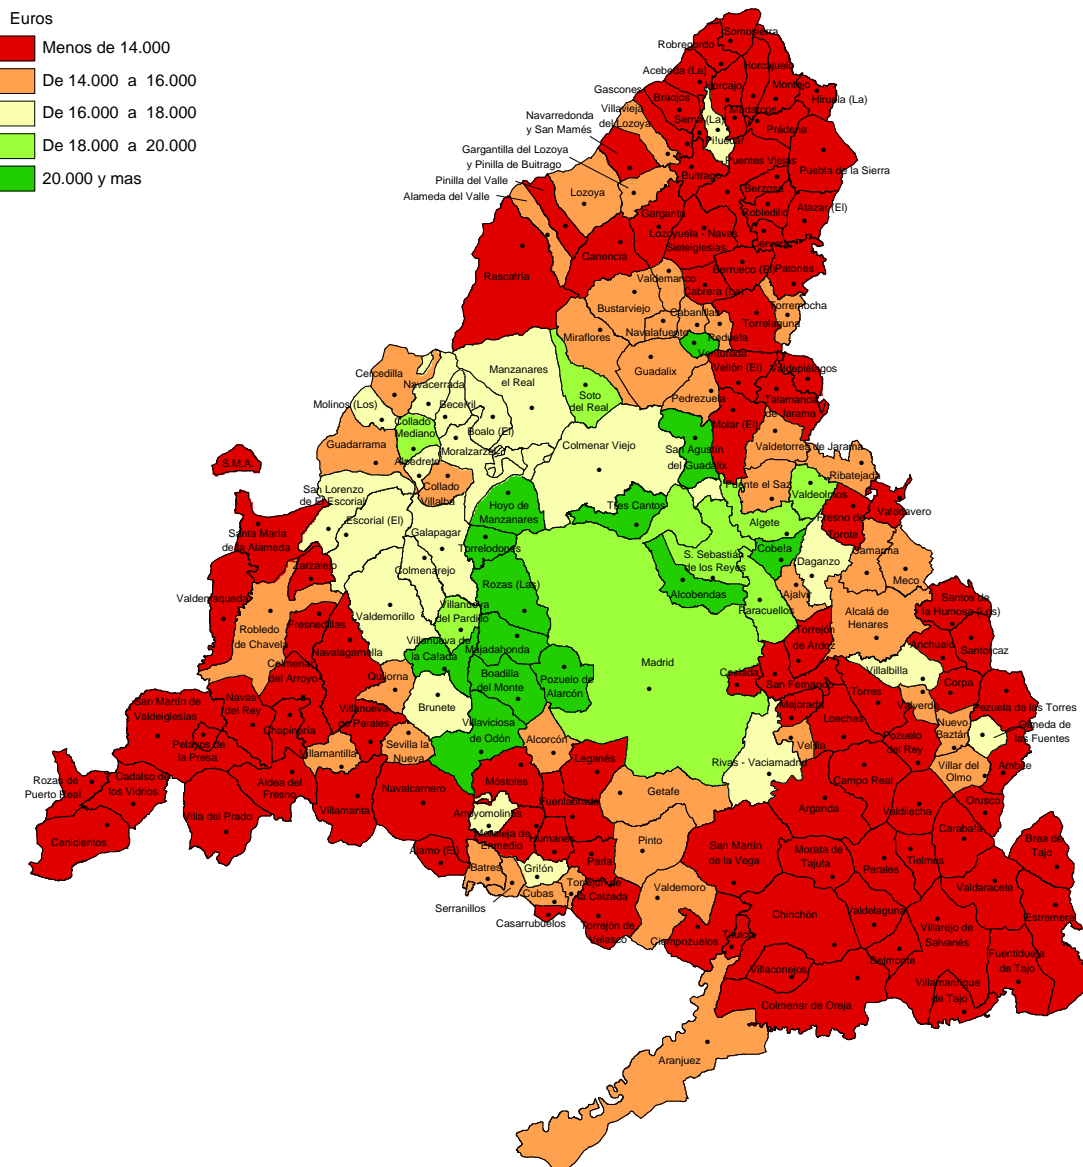 Euros
Menos de 14.000
De 14.000 a 16.000
De 16.000 a 18.000
De 18.000 a 20.000
20.000 y mas
Somosierra
Robregordo
Horcajuelo
Acebeda (La)
Horcajo
Montejo
Gascones
Braojos
Hiruela (La)
Madarcos
Villavieja
del Lozoya
Navarredonda
y San Mamés
Serna (La)
Prádena
Piñuécar
Gargantilla del Lozoya
y Pinilla de Buitrago
Puentes Viejas
Puebla de la Sierra
Buitrago
Pinilla del Valle
Alameda del Valle
Lozoya
Berzosa
Robledillo
Atazar (El)
Garganta
Lozoyuela - Navas
Sieteiglesias
Cervera
Canencia
Rascafría
Berrueco (El)
Patones
Valdemanco
Cabrera (La)
Bustarviejo
Cabanillas
Torremocha
Torrelaguna
Navalafuente
Redueña
Miraflores
Venturada
Guadalix
Vellón (El)
Valdepiélagos
Cercedilla
Manzanares
el Real
Navacerrada
Talamanca
de Jarama
Soto
del Real
Pedrezuela
Molinos (Los)
Becerril
Collado
Mediano
Boalo (El)
Molar (El)
Guadarrama
Moralzarzal
Colmenar Viejo
San Agustín
del Guadalix
Valdetorres de Jarama
Alpedrete
S.M.A.
Collado
Villalba
Ribatejada
Fuente el Saz
Valdeolmos
San Lorenzo
de El Escorial
Hoyo de
Manzanares
Tres Cantos
Valdeavero
Fresno de
Torote
Escorial (El)
Algete
Santa María
de la Alameda
Galapagar
Torrelodones
Cobeña
S. Sebastián
de los Reyes
Daganzo
Camarma
Zarzalejo
Colmenarejo
Meco
Rozas (Las)
Alcobendas
Ajalvir
Valdemaqueda
Valdemorillo
Villanueva
del Pardillo
Paracuellos
Alcalá de
Henares
Santos de
la Humosa (Los)
Fresnedillas
Robledo
de Chavela
Navalagamella
Villanueva de
la Cañada
Majadahonda
Torrejón
de Ardoz
Anchuelo
Santorcaz
Colmenar
del Arroyo
Madrid
Villalbilla
Quijorna
Boadilla
del Monte
Pozuelo de
Alarcón
Coslada
San Fernando
Corpa
San Martín de
Valdeiglesias
Navas
del Rey
Torres
Villanueva
de Perales
Brunete
Mejorada
Valverde
Pezuela de las Torres
Chapinería
Villaviciosa
de Odón
Loeches
Nuevo
Baztán
Olmeda de
las Fuentes
Pelayos de
la Presa
Sevilla la
Nueva
Alcorcón
Velilla
Pozuelo
del Rey
Villamantilla
Leganés
Rivas - Vaciamadrid
Villar del
Olmo
Ambite
Rozas de
Puerto Real
Cadalso de
los Vidrios
Aldea del
Fresno
Móstoles
Campo Real
Navalcarnero
Getafe
Villamanta
Fuenlabrada
Arganda
Valdilecha
Orusco
Villa del Prado
Arroyomolinos
Moraleja de
Enmedio
Carabaña
Cenicientos
Humanes
Pinto
San Martín
de la Vega
Morata de
Tajuña
Tielmes
Brea de
Tajo
Alamo (El)
Parla
Perales
Batres
Griñón
Valdemoro
Valdaracete
Torrejón de
la Calzada
Cubas
Serranillos
Chinchón
Valdelaguna
Estremera
Casarrubuelos
Torrejón de
Velasco
Villarejo de
Salvanés
Ciempozuelos
Titulcia
Fuentidueña
de Tajo
Belmonte
Villaconejos
Villamanrique
de Tajo
Colmenar de Oreja
Aranjuez